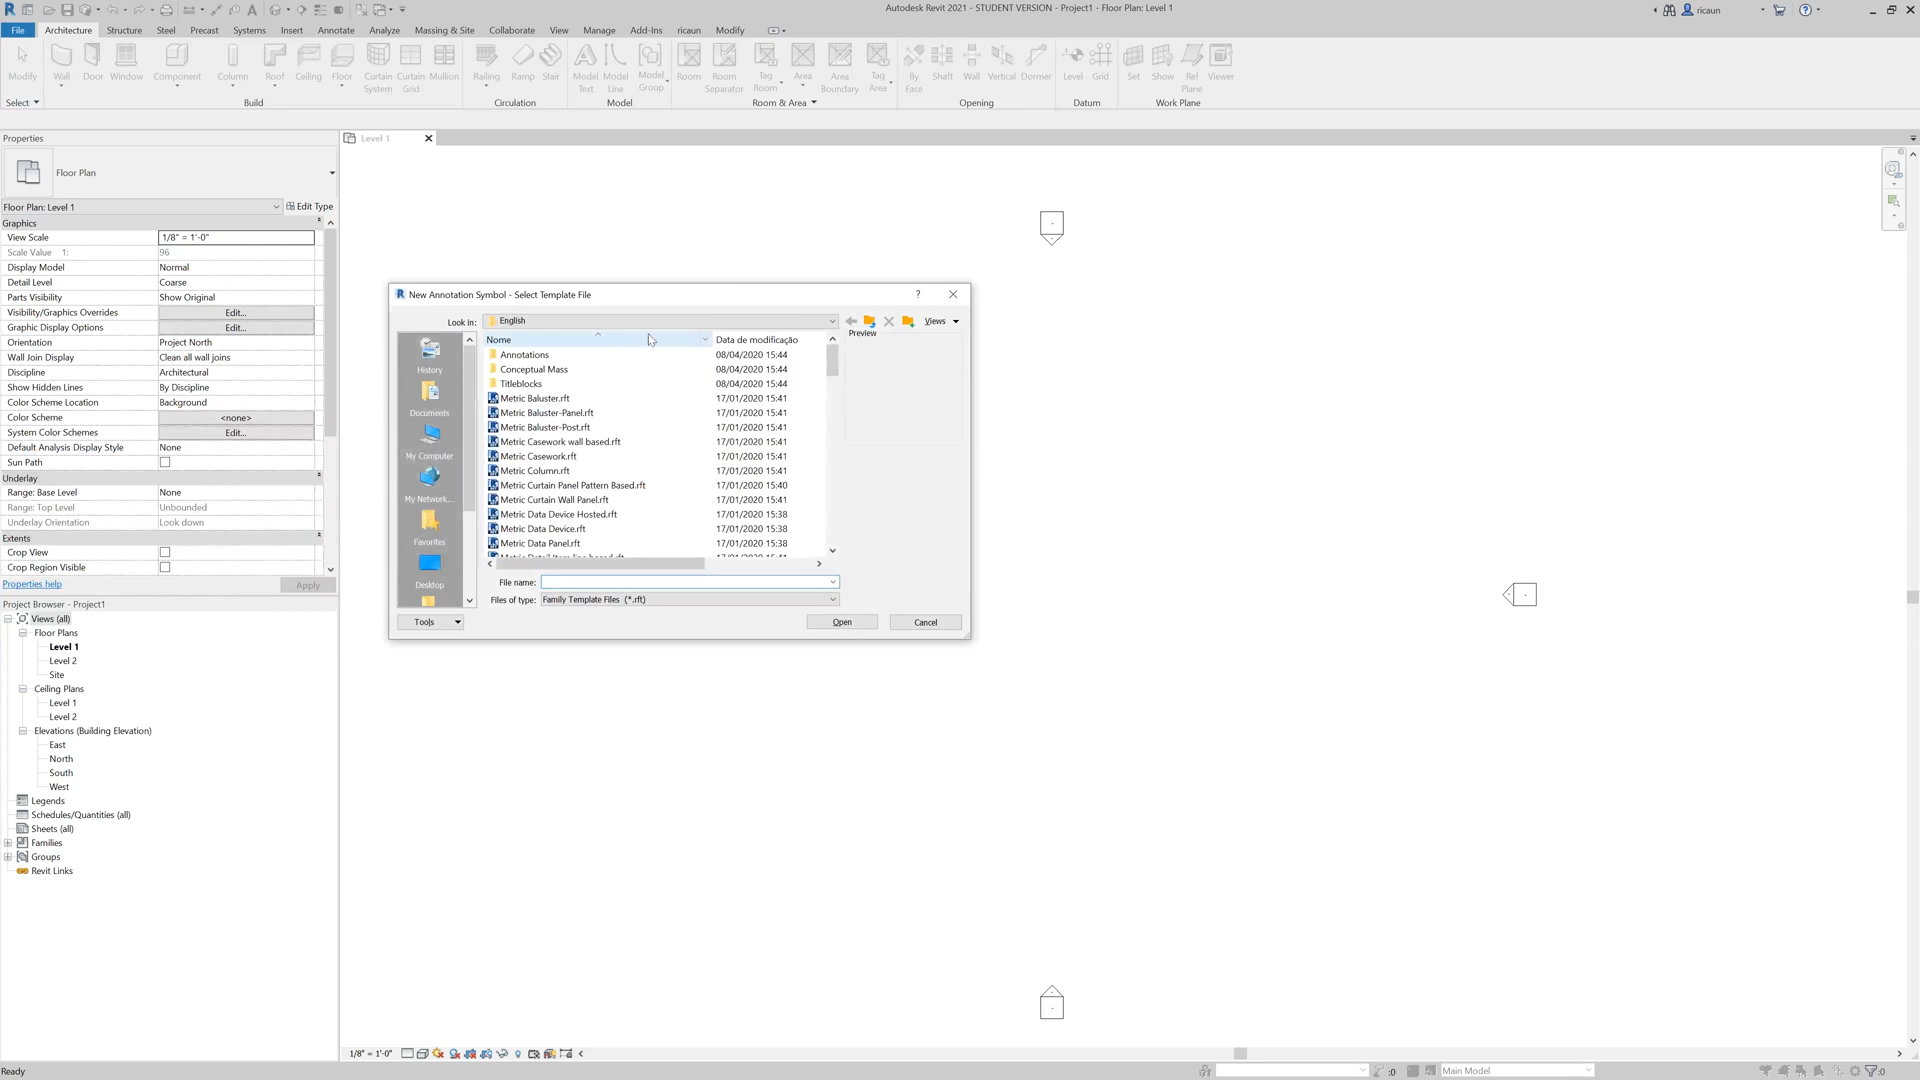 Autodesk Revit 2021 - STUDENT VERSION - Project1 - Floor Plan: Level 1
ricaun
File Architecture Structure Steel Precast Systems Insert Annotate Analyze Massing & Site Collaborate View Manage Add-Ins ricaun Modify
Modify Wall Door Window Component Column Roof Ceiling Floor Curtain System Curtain Grid Mullion Railing Ramp Stair Model Text Model Line Model Group Room Room Separator Tag Room Area Area Boundary Tag Area By Face Shaft Wall Vertical Dormer Level Grid Set Show Ref Plane Viewer
Select Build Circulation Model Room & Area Opening Datum Work Plane
Properties
Level 1
Floor Plan
Floor Plan: Level 1 Edit Type
Graphics
View Scale 1/8" = 1'-0"
Scale Value 1: 96
Display Model Normal
Detail Level Coarse
Parts Visibility Show Original
Visibility/Graphics Overrides Edit...
Graphic Display Options Edit...
Orientation Project North
Wall Join Display Clean all wall joins
Discipline Architectural
Show Hidden Lines By Discipline
Color Scheme Location Background
Color Scheme <none>
System Color Schemes Edit...
Default Analysis Display Style None
Sun Path
Underlay
Range: Base Level None
Range: Top Level Unbounded
Underlay Orientation Look down
Extents
Crop View
Crop Region Visible
Properties help Apply
Project Browser - Project1
Views (all)
Floor Plans
Level 1
Level 2
Site
Ceiling Plans
Level 1
Level 2
Elevations (Building Elevation)
East
North
South
West
Legends
Schedules/Quantities (all)
Sheets (all)
Families
Groups
Revit Links
New Annotation Symbol - Select Template File
Look in: English Views
Preview
History
Documents
My Computer
My Network...
Favorites
Desktop
Nome Data de modificação
Annotations 08/04/2020 15:44
Conceptual Mass 08/04/2020 15:44
Titleblocks 08/04/2020 15:44
Metric Baluster.rft 17/01/2020 15:41
Metric Baluster-Panel.rft 17/01/2020 15:41
Metric Baluster-Post.rft 17/01/2020 15:41
Metric Casework wall based.rft 17/01/2020 15:41
Metric Casework.rft 17/01/2020 15:41
Metric Column.rft 17/01/2020 15:41
Metric Curtain Panel Pattern Based.rft 17/01/2020 15:40
Metric Curtain Wall Panel.rft 17/01/2020 15:41
Metric Data Device Hosted.rft 17/01/2020 15:38
Metric Data Device.rft 17/01/2020 15:38
Metric Data Panel.rft 17/01/2020 15:38
Metric Detail Item line based.rft 17/01/2020 15:41
File name:
Files of type: Family Template Files (*.rft)
Tools Open Cancel
1/8" = 1'-0"
Ready :0 Main Model :0